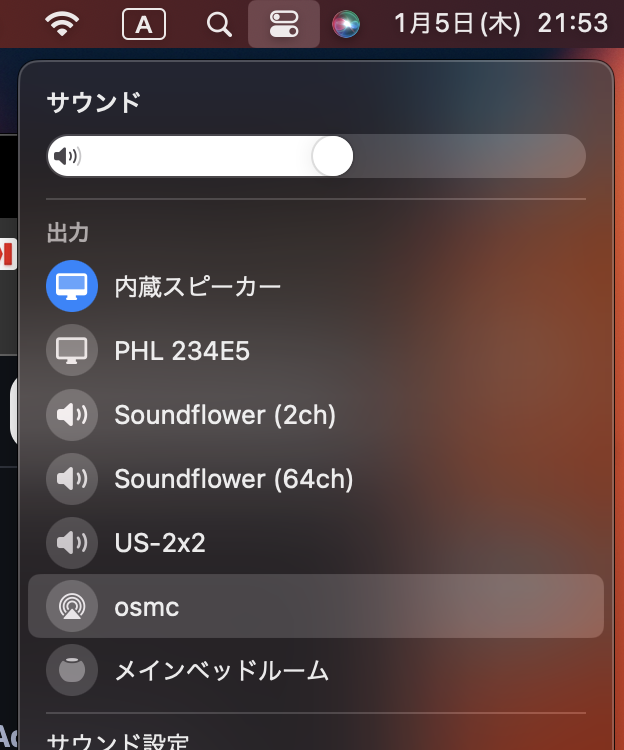 A 1月5日(木) 21:53
サウンド
出力
内蔵スピーカー
PHL 234E5
Soundflower (2ch)
Soundflower (64ch)
US-2x2
osmc
メインベッドルーム
サウンド設定